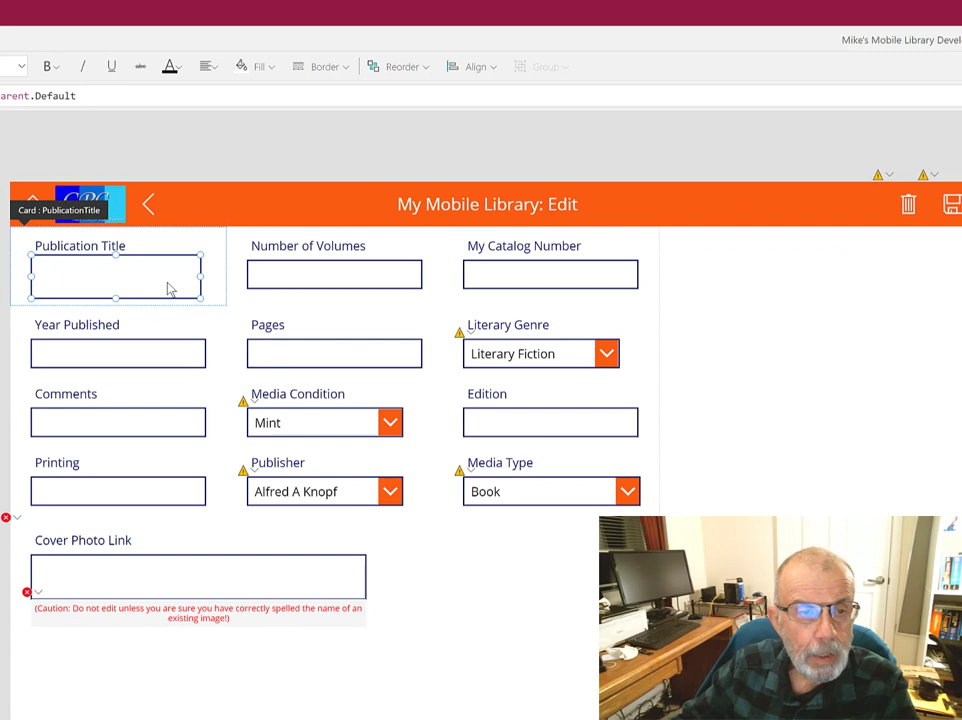 Mike's Mobile Library Devel
B / U abc A Fill Border Reorder Align Group
arent.Default
CPC
My Mobile Library: Edit
Card : PublicationTitle
Publication Title Number of Volumes My Catalog Number
Year Published Pages Literary Genre
Literary Fiction
Comments Media Condition Edition
Mint
Printing Publisher Media Type
Alfred A Knopf Book
Cover Photo Link
(Caution: Do not edit unless you are sure you have correctly spelled the name of an
existing image!)